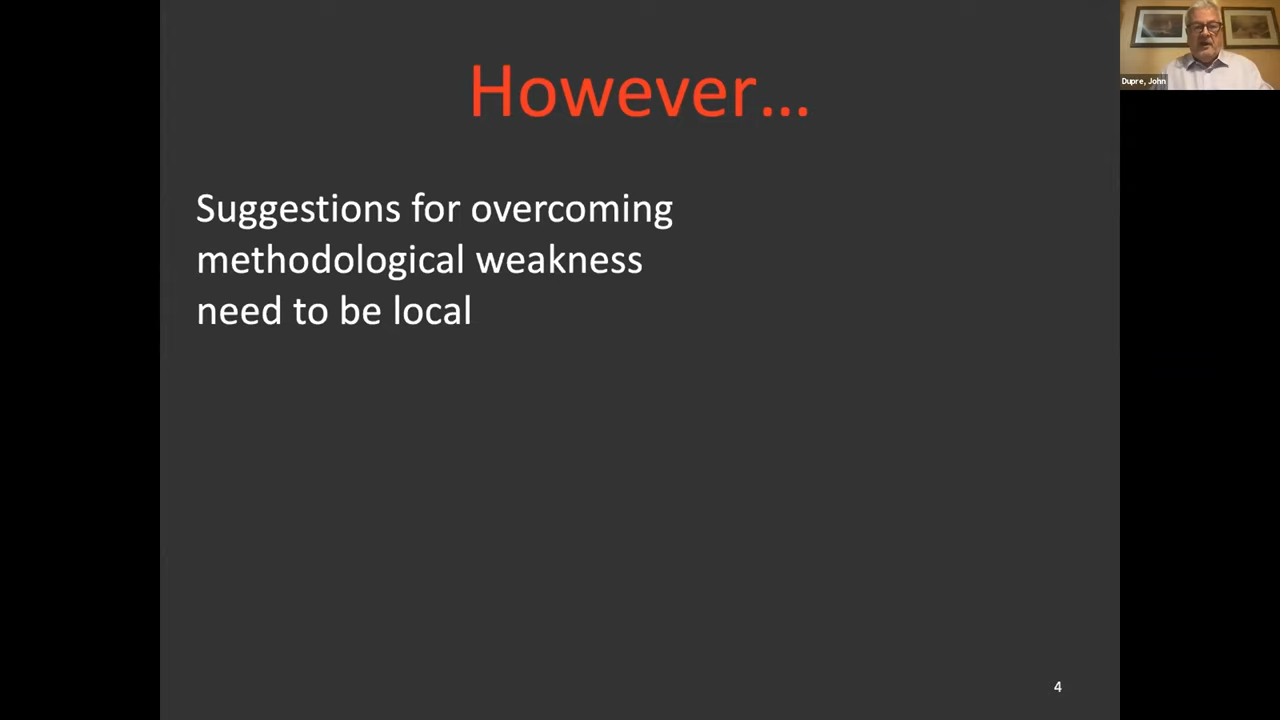 However...
Dupre, John
Suggestions for overcoming
methodological weakness
need to be local
4